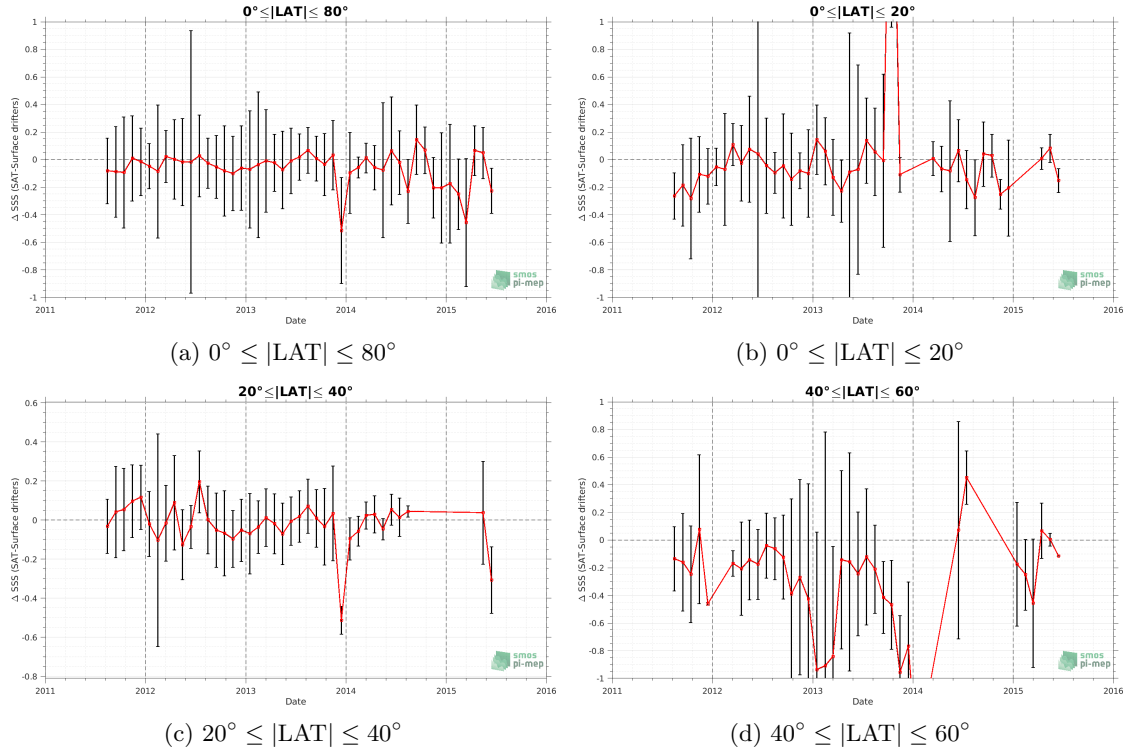 0°≤|LAT|≤ 80°
Δ SSS (SAT-Surface drifters)
1
0.8
0.6
0.4
0.2
0
-0.2
-0.4
-0.6
-0.8
-1
2011
2012
2013
2014
2015
2016
Date
smos
pi-mep
(a) 0° ≤ |LAT| ≤ 80°
0°≤|LAT|≤ 20°
Δ SSS (SAT-Surface drifters)
1
0.8
0.6
0.4
0.2
0
-0.2
-0.4
-0.6
-0.8
-1
2011
2012
2013
2014
2015
2016
Date
smos
pi-mep
(b) 0° ≤ |LAT| ≤ 20°
20°≤|LAT|≤ 40°
Δ SSS (SAT-Surface drifters)
0.6
0.4
0.2
0
-0.2
-0.4
-0.6
-0.8
2011
2012
2013
2014
2015
2016
Date
smos
pi-mep
(c) 20° ≤ |LAT| ≤ 40°
40°≤|LAT|≤ 60°
Δ SSS (SAT-Surface drifters)
1
0.8
0.6
0.4
0.2
0
-0.2
-0.4
-0.6
-0.8
-1
2011
2012
2013
2014
2015
2016
Date
smos
pi-mep
(d) 40° ≤ |LAT| ≤ 60°